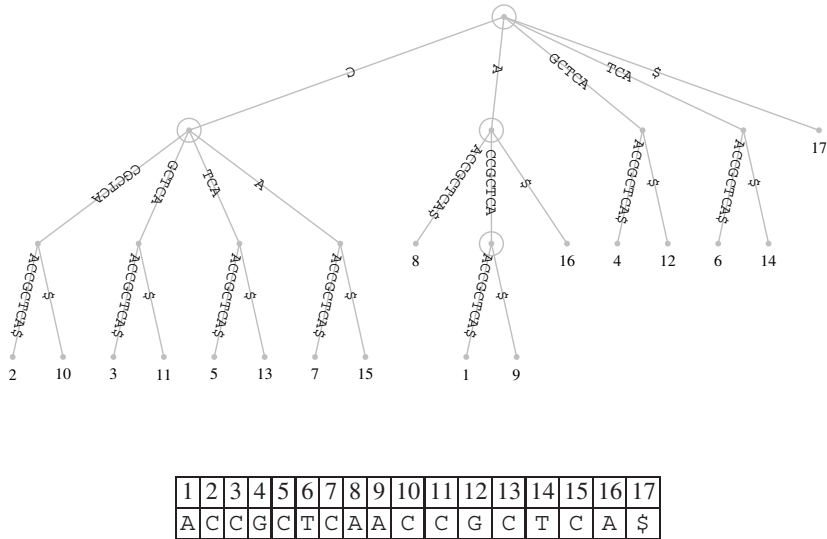 C A GCTCA TCA $
17
CGCTCA GCTCA TCA A ACCGCTCA$ CCGCTCA $ ACCGCTCA$ $ ACCGCTCA$ $
8 16 4 12 6 14
ACCGCTCA$ $ ACCGCTCA$ $ ACCGCTCA$ $ ACCGCTCA$ $ ACCGCTCA$ $
2 10 3 11 5 13 7 15 1 9
1 2 3 4 5 6 7 8 9 10 11 12 13 14 15 16 17
A C C G C T C A A C C G C T C A $